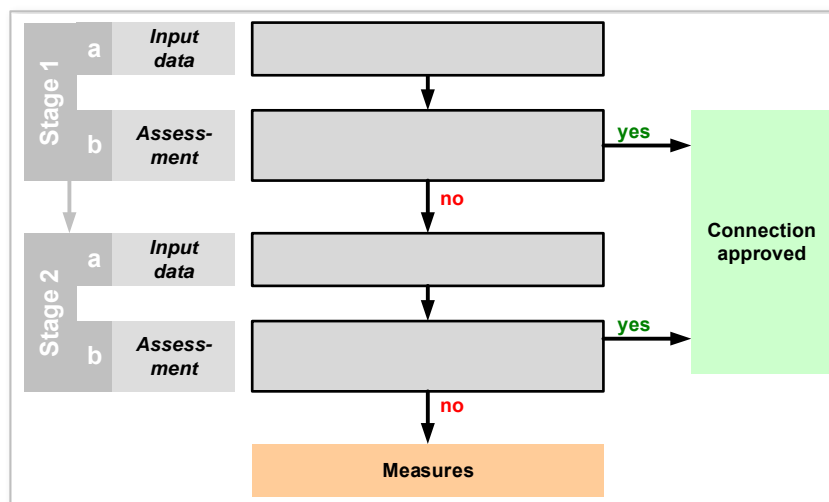 Stage 1
a
Input
data
b
Assess-
ment
yes
no
Stage 2
a
Input
data
b
Assess-
ment
yes
no
Connection
approved
Measures